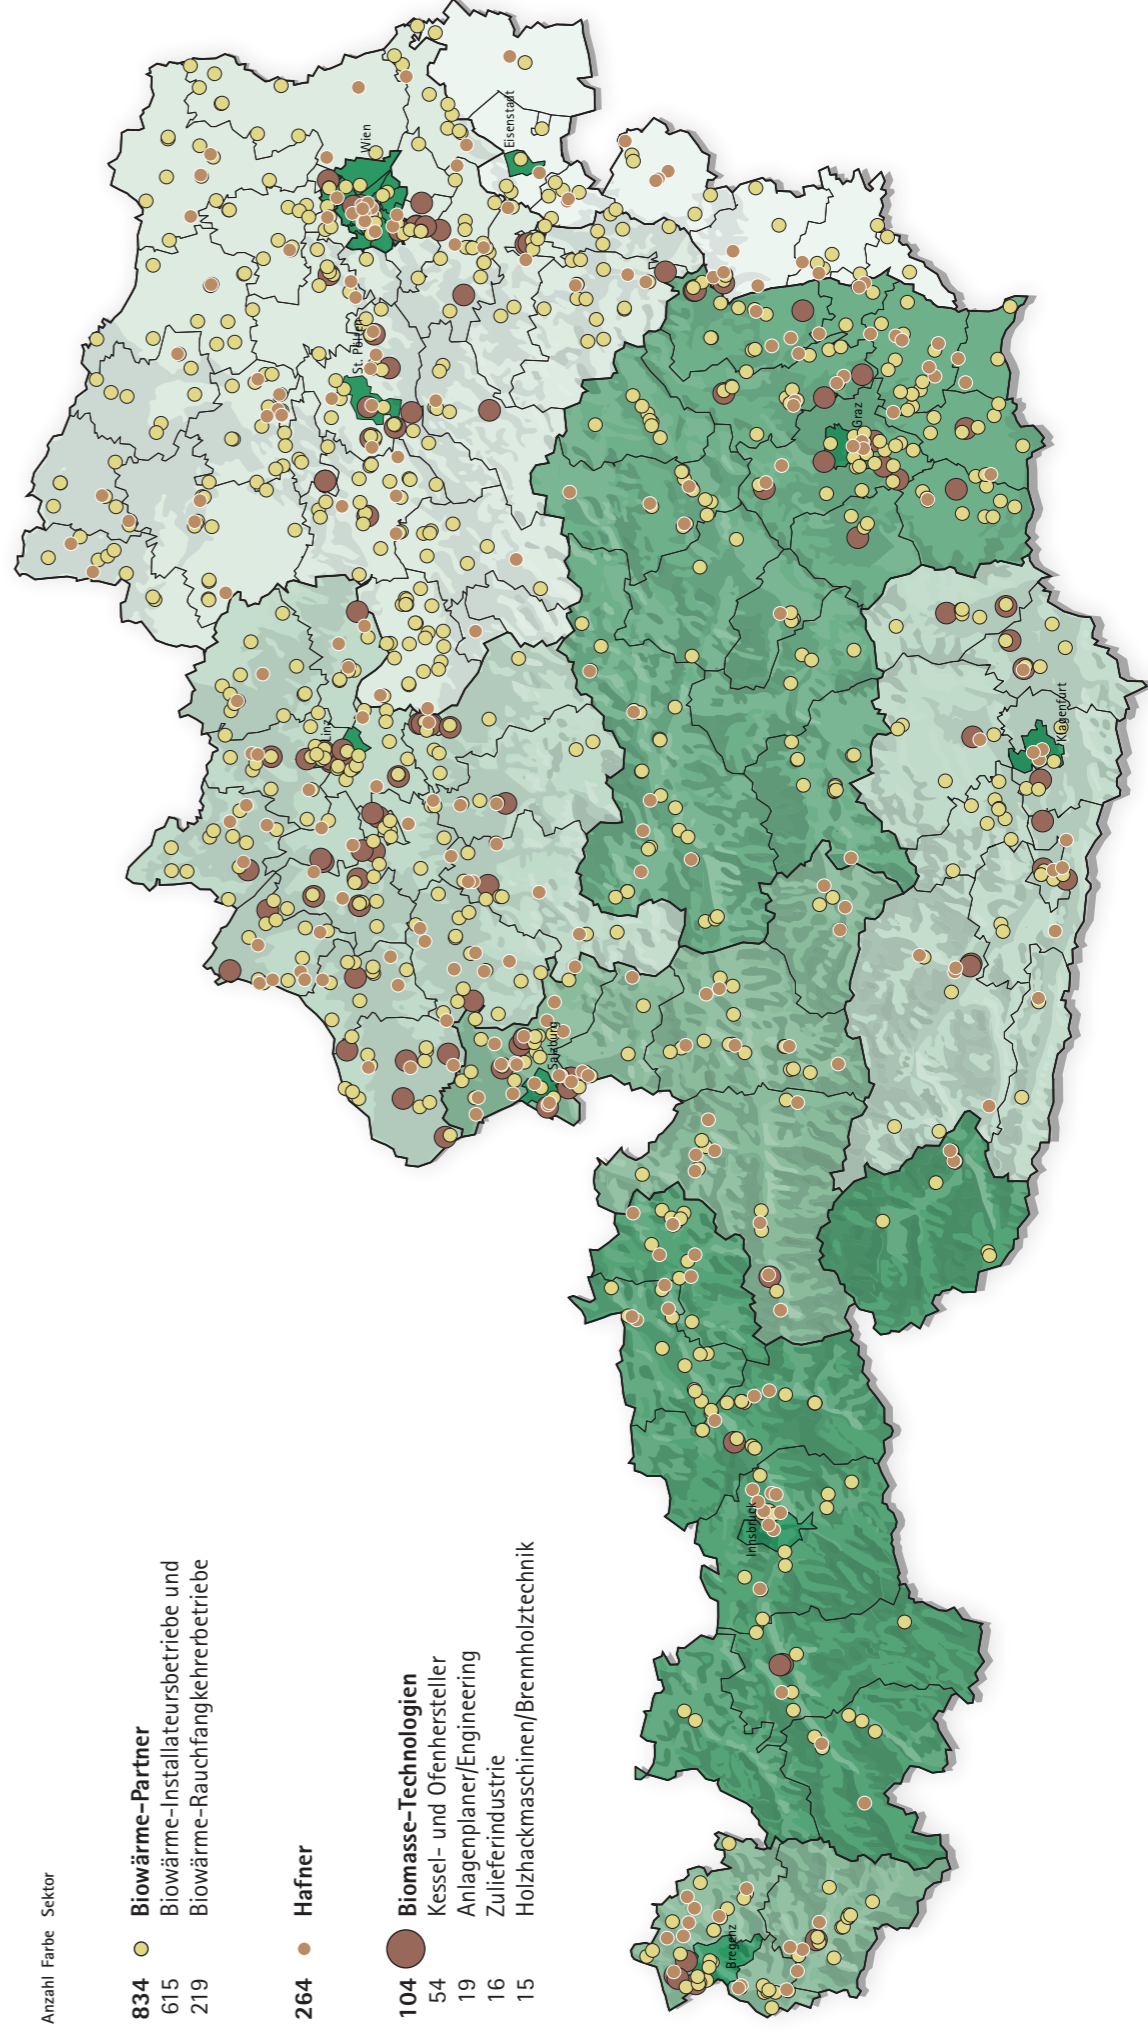 Anzahl Farbe Sektor
834 Biowärme-Partner
615 Biowärme-Installateursbetriebe und
219 Biowärme-Rauchfangkehrerbetriebe
264 Hafner
104 Biomasse-Technologien
54 Kessel- und Ofenhersteller
19 Anlagenplaner/Engineering
16 Zulieferindustrie
15 Holzhackmaschinen/Brennholztechnik
Bregenz
Innsbruck
Salzburg
Linz
St. Pölten
Wien
Eisenstadt
Graz
Klagenfurt